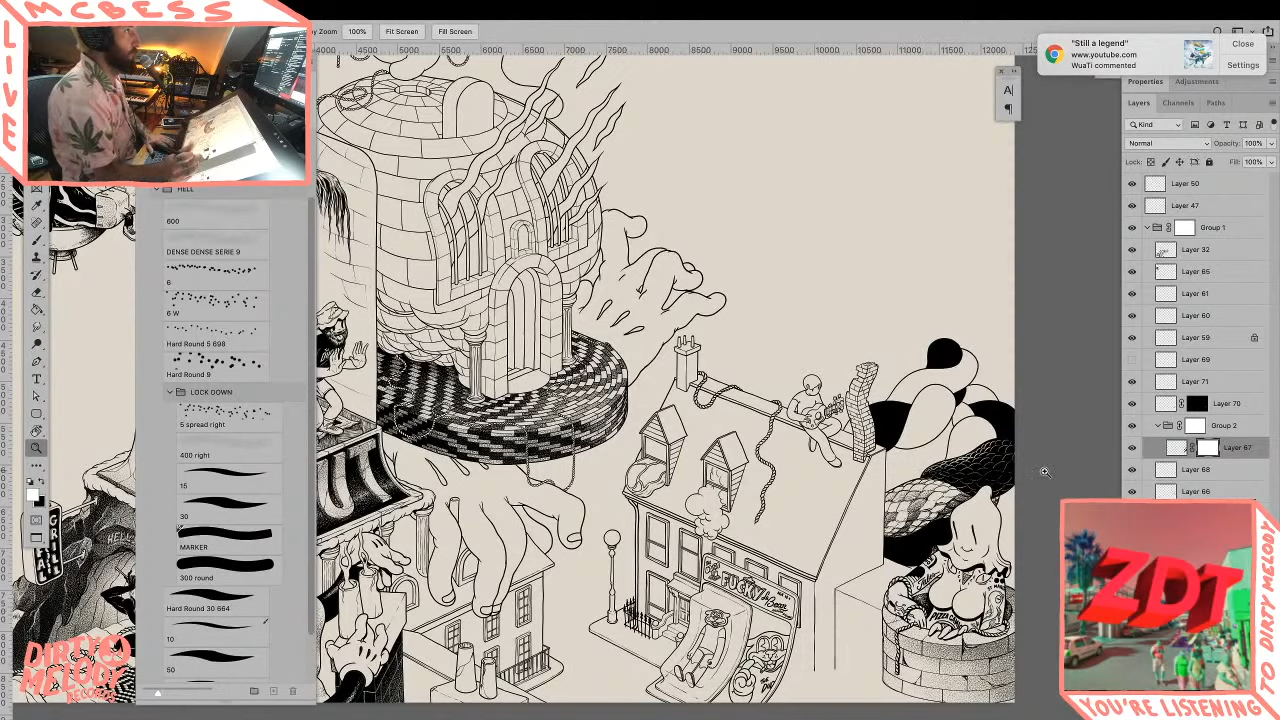 MCBESS
LIVE
y Zoom 100% Fit Screen Fill Screen
4000 4500 5000 5500 6000 6500 7000 7500 8000 8500 9000 9500 10000 10500 11000 11500 12000
"Still a legend"
www.youtube.com
WuaTi commented
Close
Settings
Properties Adjustments
Layers Channels Paths
Kind
Normal Opacity: 100%
Lock: Fill: 100%
Layer 50
Layer 47
Group 1
Layer 32
Layer 65
Layer 61
Layer 60
Layer 59
Layer 69
Layer 71
Layer 70
Group 2
Layer 67
Layer 68
Layer 66
HELL
600
DENSE DENSE SERIE 9
6
6 W
Hard Round 5 698
Hard Round 9
LOCK DOWN
5 spread right
400 right
15
30
MARKER
300 round
Hard Round 30 664
10
50
DIRTY
MELODY
RECORDS
ZDT
YOU'RE LISTENING
TO DIRTY MELODY